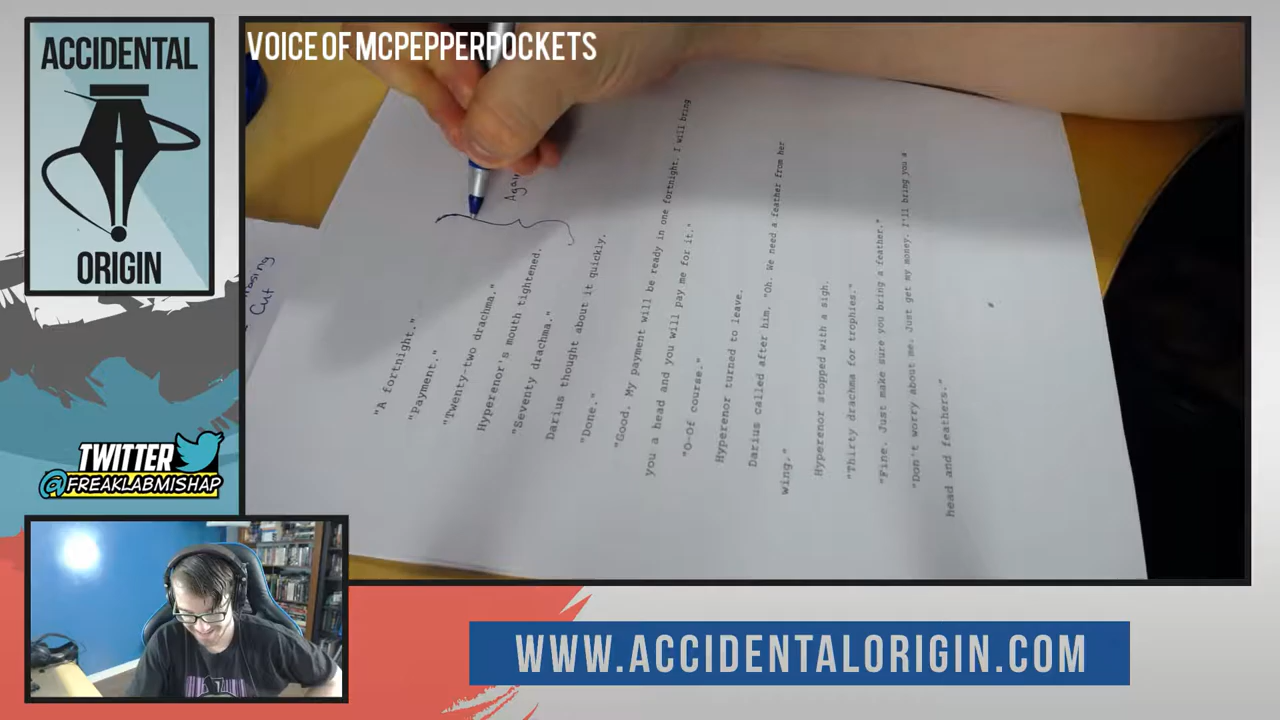 VOICE OF MCPEPPERPOCKETS
ACCIDENTAL
ORIGIN
Cut
"A fortnight."
"Payment."
"Twenty-two drachma."
Hyperenor's mouth tightened.
"Seventy drachma."
Darius thought about it quickly.
"Done."
"Good. My payment will be ready in one fortnight. I will bring
you a head and you will pay me for it."
"O-Of course."
Hyperenor turned to leave.
Darius called after him, "Oh. We need a feather from her
wing."
Hyperenor stopped with a sigh.
"Thirty drachma for trophies."
"Fine. Just make sure you bring a feather."
"Don't worry about me. Just get my money. I'll bring you a
head and feathers."
TWITTER
@FREAKLABMISHAP
WWW.ACCIDENTALORIGIN.COM